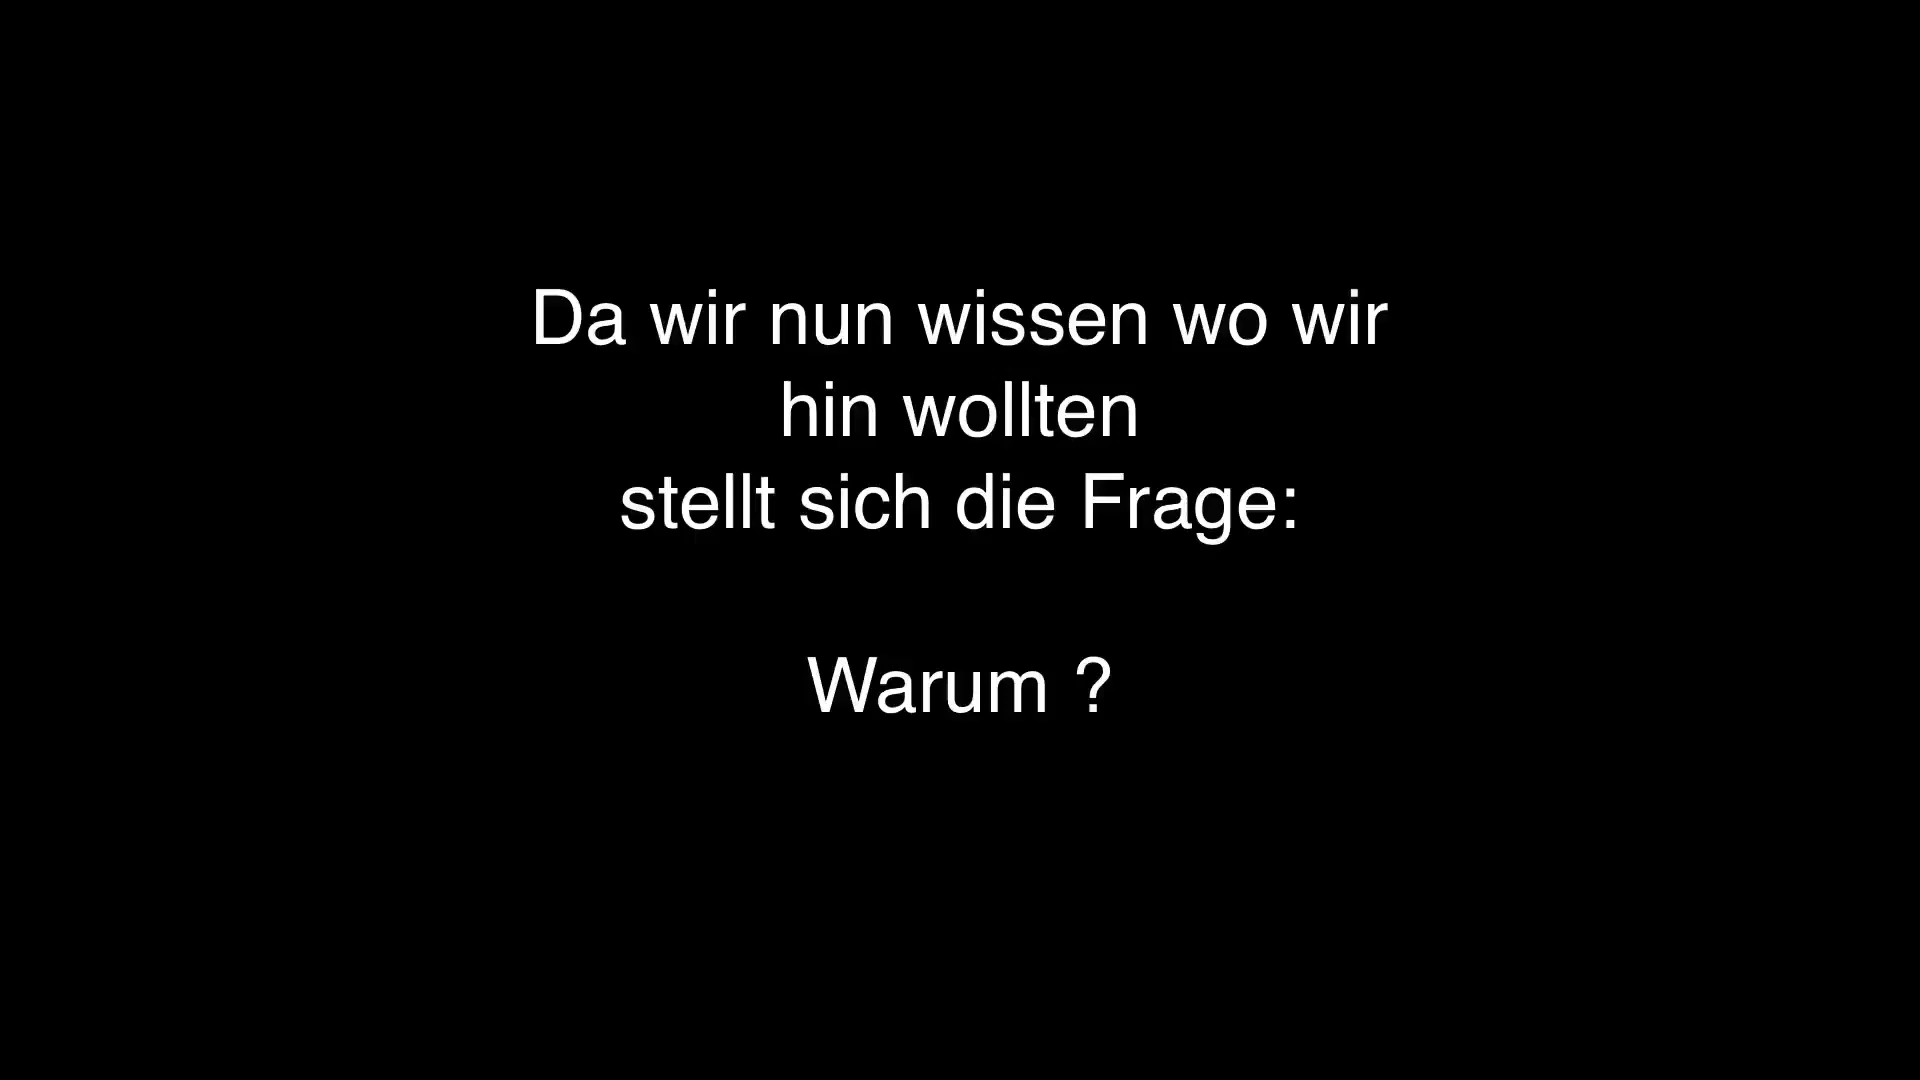 Da wir nun wissen wo wir
hin wollten
stellt sich die Frage:
Warum ?